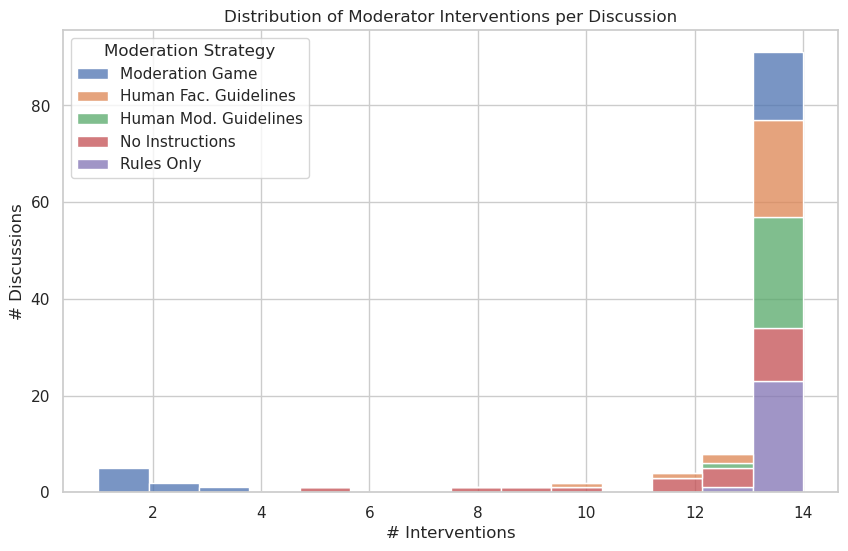 Distribution of Moderator Interventions per Discussion
Moderation Strategy
Moderation Game
Human Fac. Guidelines
Human Mod. Guidelines
No Instructions
Rules Only
# Discussions
80
60
40
20
0
2 4 6 8 10 12 14
# Interventions